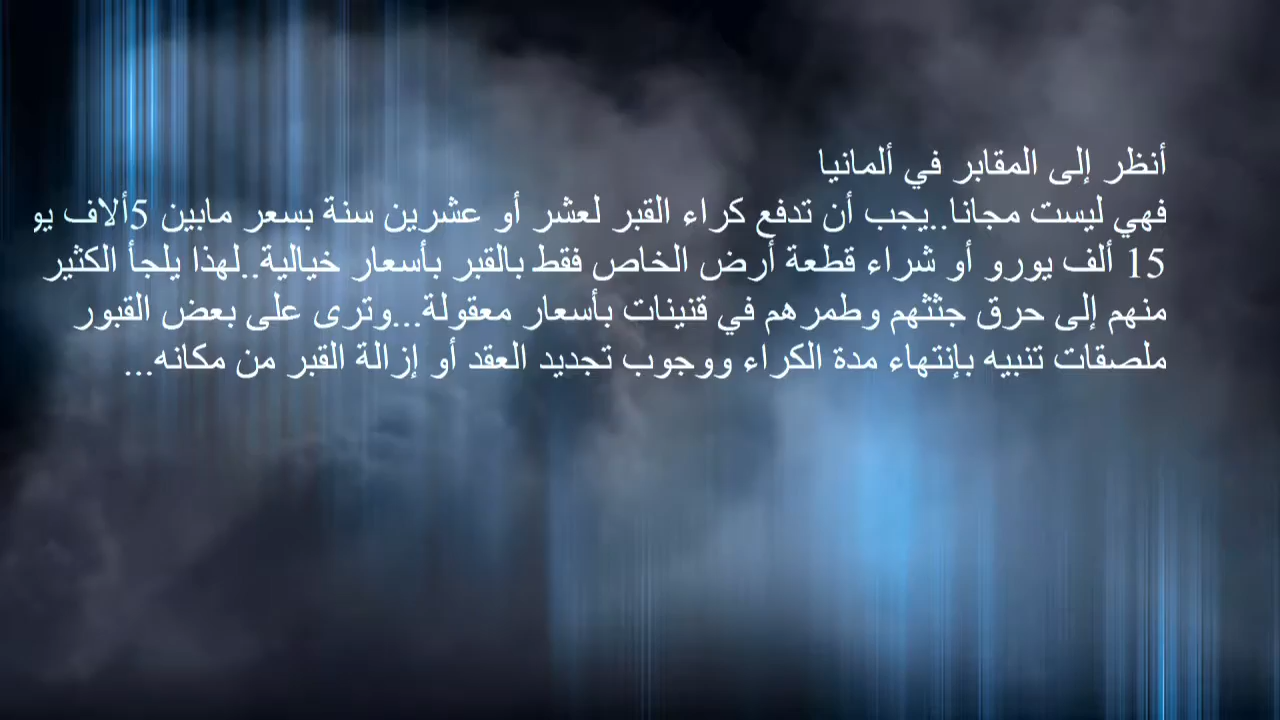 أنظر إلى المقابر في ألمانيا
فهي ليست مجانا..يجب أن تدفع كراء القبر لعشر أو عشرين سنة بسعر مابين 5ألاف يو
15 ألف يورو أو شراء قطعة أرض الخاص فقط بالقبر بأسعار خيالية..لهذا يلجأ الكثير
منهم إلى حرق جثثهم وطمرهم في قنينات بأسعار معقولة...وترى على بعض القبور
ملصقات تنبيه بإنتهاء مدة الكراء ووجوب تجديد العقد أو إزالة القبر من مكانه...